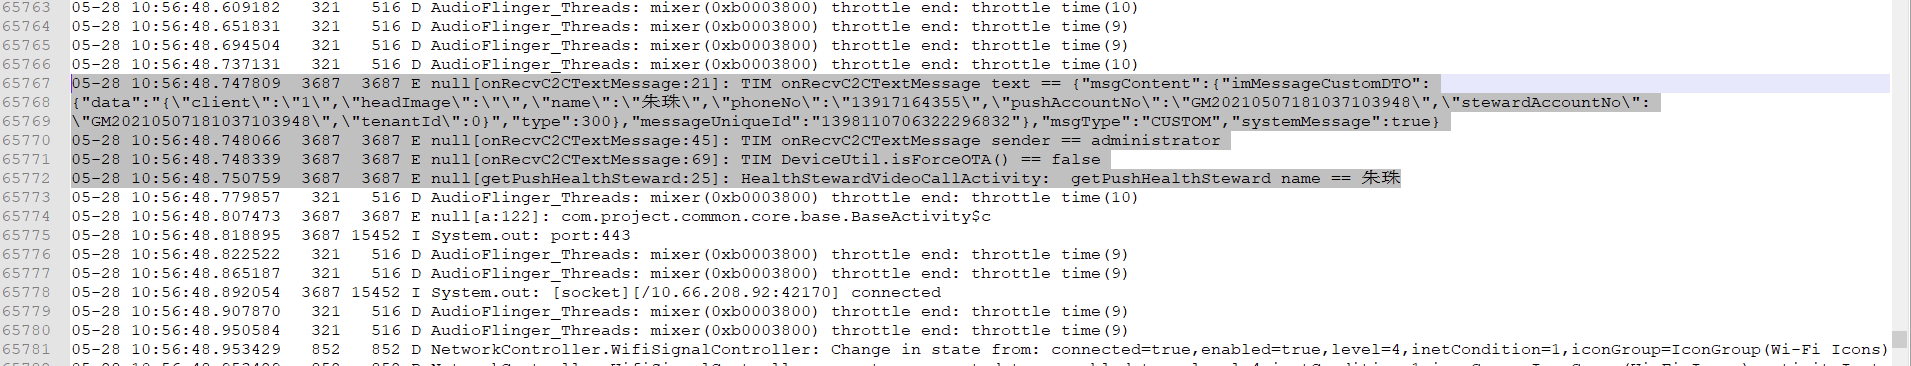 65763 05-28 10:56:48.609182   321   516 D AudioFlinger_Threads: mixer(0xb0003800) throttle end: throttle time(10)
65764 05-28 10:56:48.651831   321   516 D AudioFlinger_Threads: mixer(0xb0003800) throttle end: throttle time(9)
65765 05-28 10:56:48.694504   321   516 D AudioFlinger_Threads: mixer(0xb0003800) throttle end: throttle time(9)
65766 05-28 10:56:48.737131   321   516 D AudioFlinger_Threads: mixer(0xb0003800) throttle end: throttle time(10)
65767 05-28 10:56:48.747809  3687  3687 E null[onRecvC2CTextMessage:21]: TIM onRecvC2CTextMessage text == {"msgContent":{"imMessageCustomDTO":
65768 {"data":"{\"client\":\"1\",\"headImage\":\"\",\"name\":\"朱珠\",\"phoneNo\":\"13917164355\",\"pushAccountNo\":\"GM20210507181037103948\",\"stewardAccountNo\":
65769 \"GM20210507181037103948\",\"tenantId\":0}","type":300},"messageUniqueId":"1398110706322296832"},"msgType":"CUSTOM","systemMessage":true}
65770 05-28 10:56:48.748066  3687  3687 E null[onRecvC2CTextMessage:45]: TIM onRecvC2CTextMessage sender == administrator
65771 05-28 10:56:48.748339  3687  3687 E null[onRecvC2CTextMessage:69]: TIM DeviceUtil.isForceOTA() == false
65772 05-28 10:56:48.750759  3687  3687 E null[getPushHealthSteward:25]: HealthStewardVideoCallActivity:  getPushHealthSteward name == 朱珠
65773 05-28 10:56:48.779857   321   516 D AudioFlinger_Threads: mixer(0xb0003800) throttle end: throttle time(10)
65774 05-28 10:56:48.807473  3687  3687 E null[a:122]: com.project.common.core.base.BaseActivity$c
65775 05-28 10:56:48.818895  3687 15452 I System.out: port:443
65776 05-28 10:56:48.822522   321   516 D AudioFlinger_Threads: mixer(0xb0003800) throttle end: throttle time(9)
65777 05-28 10:56:48.865187   321   516 D AudioFlinger_Threads: mixer(0xb0003800) throttle end: throttle time(9)
65778 05-28 10:56:48.892054  3687 15452 I System.out: [socket][/10.66.208.92:42170] connected
65779 05-28 10:56:48.907870   321   516 D AudioFlinger_Threads: mixer(0xb0003800) throttle end: throttle time(9)
65780 05-28 10:56:48.950584   321   516 D AudioFlinger_Threads: mixer(0xb0003800) throttle end: throttle time(9)
65781 05-28 10:56:48.953429   852   852 D NetworkController.WifiSignalController: Change in state from: connected=true,enabled=true,level=4,inetCondition=1,iconGroup=IconGroup(Wi-Fi Icons)